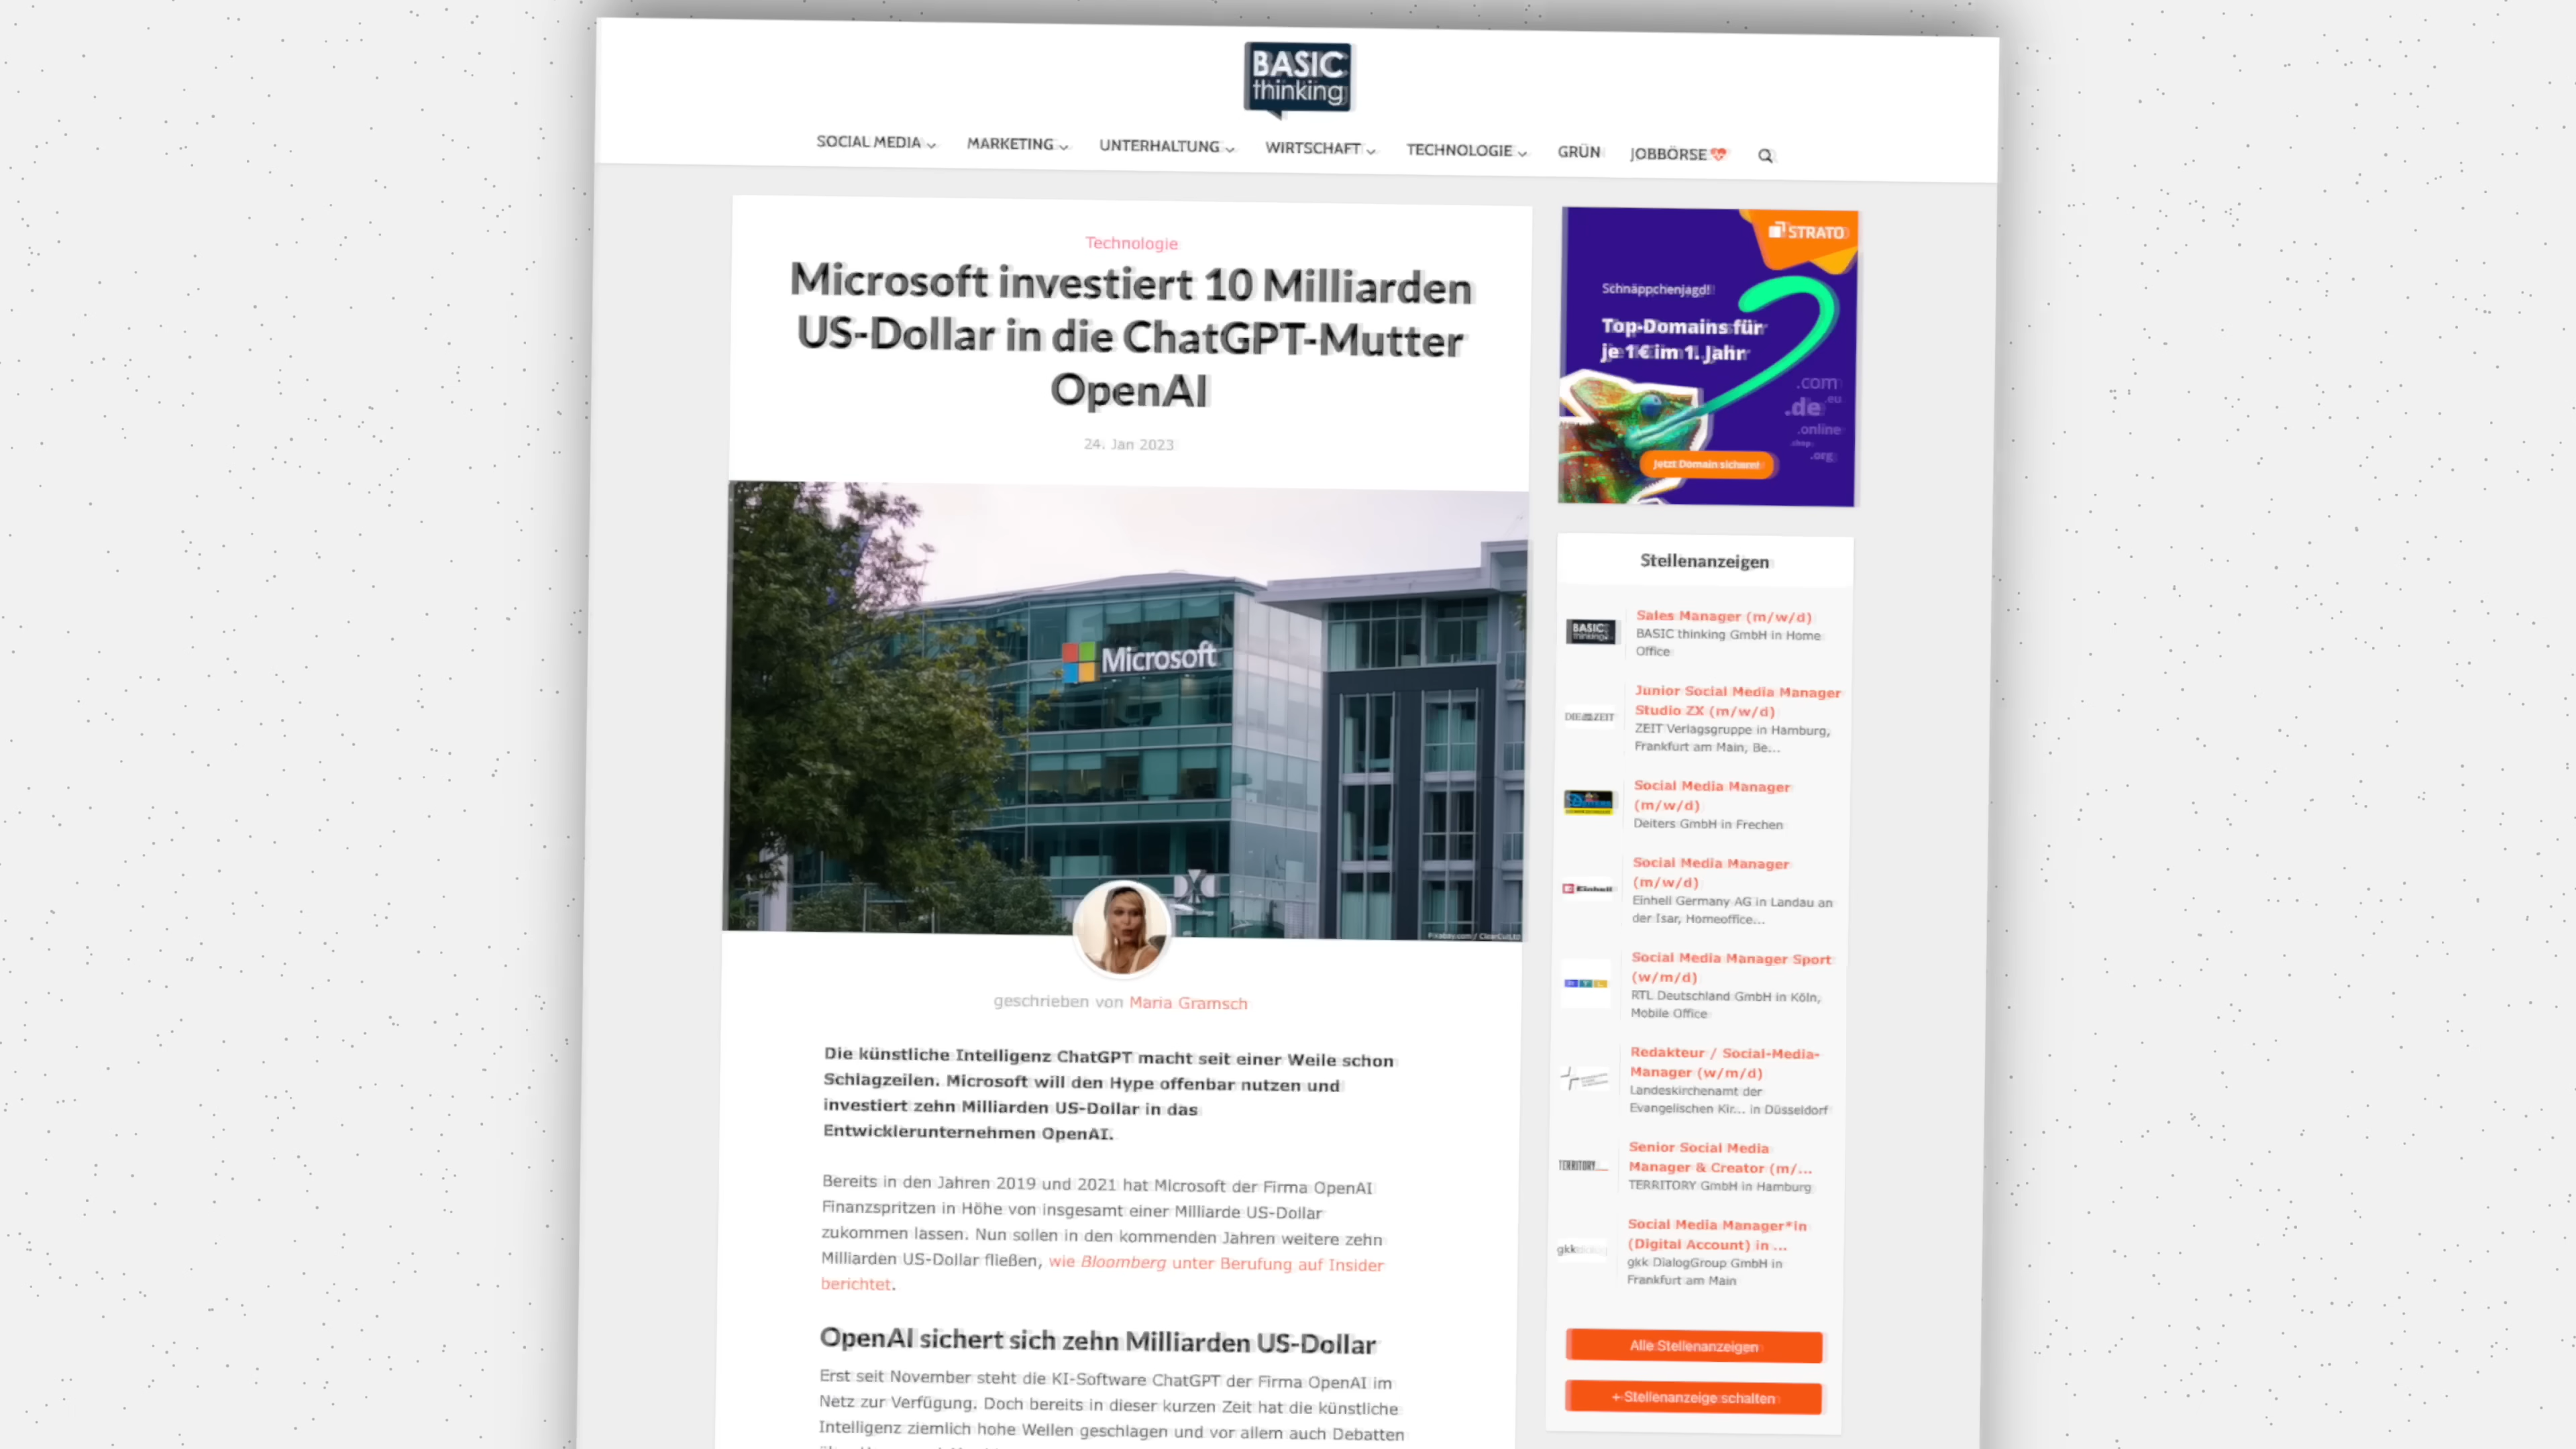 BASIC
thinking
SOCIAL MEDIA
MARKETING
UNTERHALTUNG
WIRTSCHAFT
TECHNOLOGIE
GRÜN
JOBBÖRSE
Technologie
Microsoft investiert 10 Milliarden
US-Dollar in die ChatGPT-Mutter
OpenAI
24. Jan 2023
Microsoft
geschrieben von Maria Gramsch
Die künstliche Intelligenz ChatGPT macht seit einer Weile schon
Schlagzeilen. Microsoft will den Hype offenbar nutzen und
investiert zehn Milliarden US-Dollar in das
Entwicklerunternehmen OpenAI.
Bereits in den Jahren 2019 und 2021 hat Microsoft der Firma OpenAI
Finanzspritzen in Höhe von insgesamt einer Milliarde US-Dollar
zukommen lassen. Nun sollen in den kommenden Jahren weitere zehn
Milliarden US-Dollar fließen, wie Bloomberg unter Berufung auf Insider
berichtet.
OpenAI sichert sich zehn Milliarden US-Dollar
Erst seit November steht die KI-Software ChatGPT der Firma OpenAI im
Netz zur Verfügung. Doch bereits in dieser kurzen Zeit hat die künstliche
Intelligenz ziemlich hohe Wellen geschlagen und vor allem auch Debatten
STRATO
Schnäppchenjagd!
Top-Domains für
je 1 € im 1. Jahr
.com
.eu
.de
.online
.shop
.org
Jetzt Domain sichern!
Stellenanzeigen
BASIC
thinking
Sales Manager (m/w/d)
BASIC thinking GmbH in Home
Office
DIE ZEIT
Junior Social Media Manager
Studio ZX (m/w/d)
ZEIT Verlagsgruppe in Hamburg,
Frankfurt am Main, Be...
Social Media Manager
(m/w/d)
Deiters GmbH in Frechen
Einhell
Social Media Manager
(m/w/d)
Einhell Germany AG in Landau an
der Isar, Homeoffice...
Social Media Manager Sport
(w/m/d)
RTL Deutschland GmbH in Köln,
Mobile Office
Redakteur / Social-Media-
Manager (w/m/d)
Landeskirchenamt der
Evangelischen Kir... in Düsseldorf
TERRITORY
Senior Social Media
Manager & Creator (m/...
TERRITORY GmbH in Hamburg
gkk
Social Media Manager*in
(Digital Account) in ...
gkk DialogGroup GmbH in
Frankfurt am Main
Alle Stellenanzeigen
+ Stellenanzeige schalten